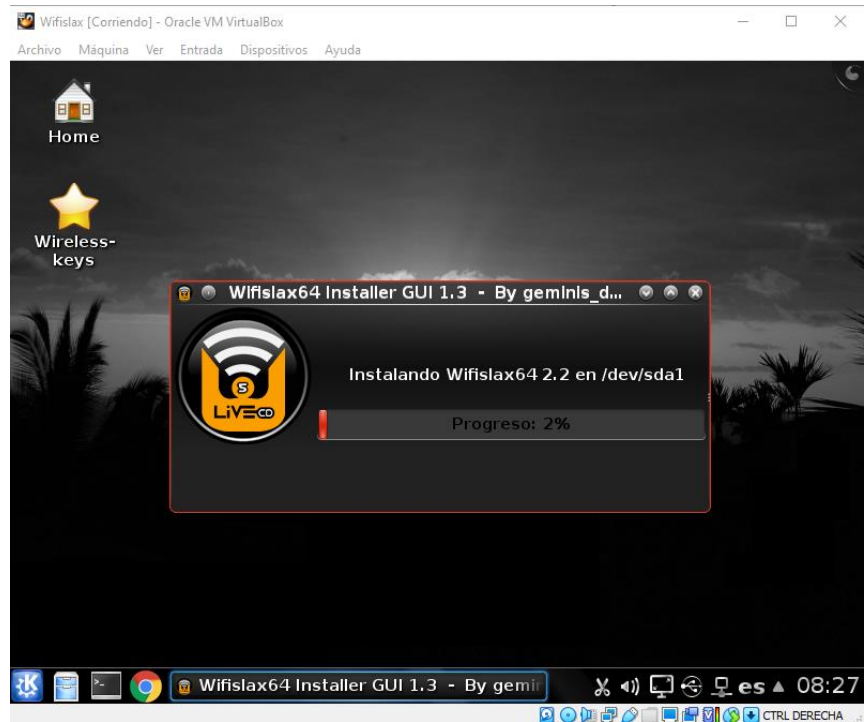 Wifislax [Corriendo] - Oracle VM VirtualBox
Archivo Máquina Ver Entrada Dispositivos Ayuda
Home
Wireless-
keys
Wifislax64 Installer GUI 1.3 - By geminis_d...
S
LiVECD
Instalando Wifislax64 2.2 en /dev/sda1
Progreso: 2%
Wifislax64 Installer GUI 1.3 - By gemin
es
08:27
CTRL DERECHA